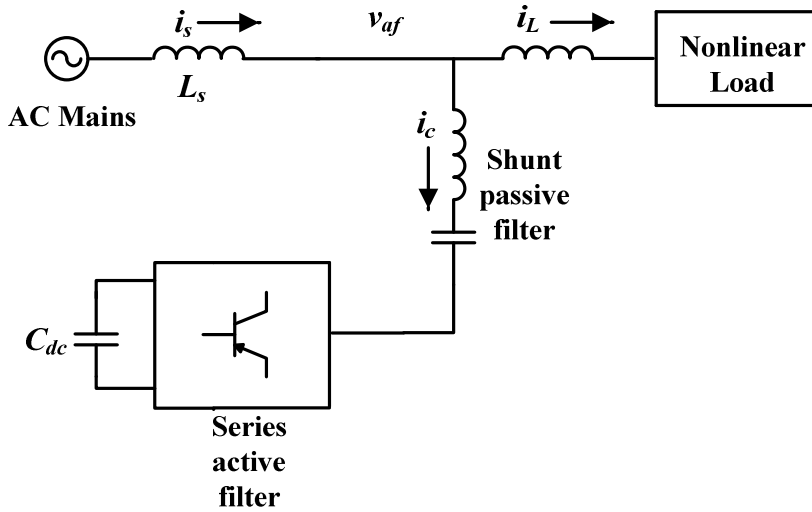 i_s
v_af
i_L
Nonlinear
Load
L_s
AC Mains
i_c
Shunt
passive
filter
C_dc
Series
active
filter